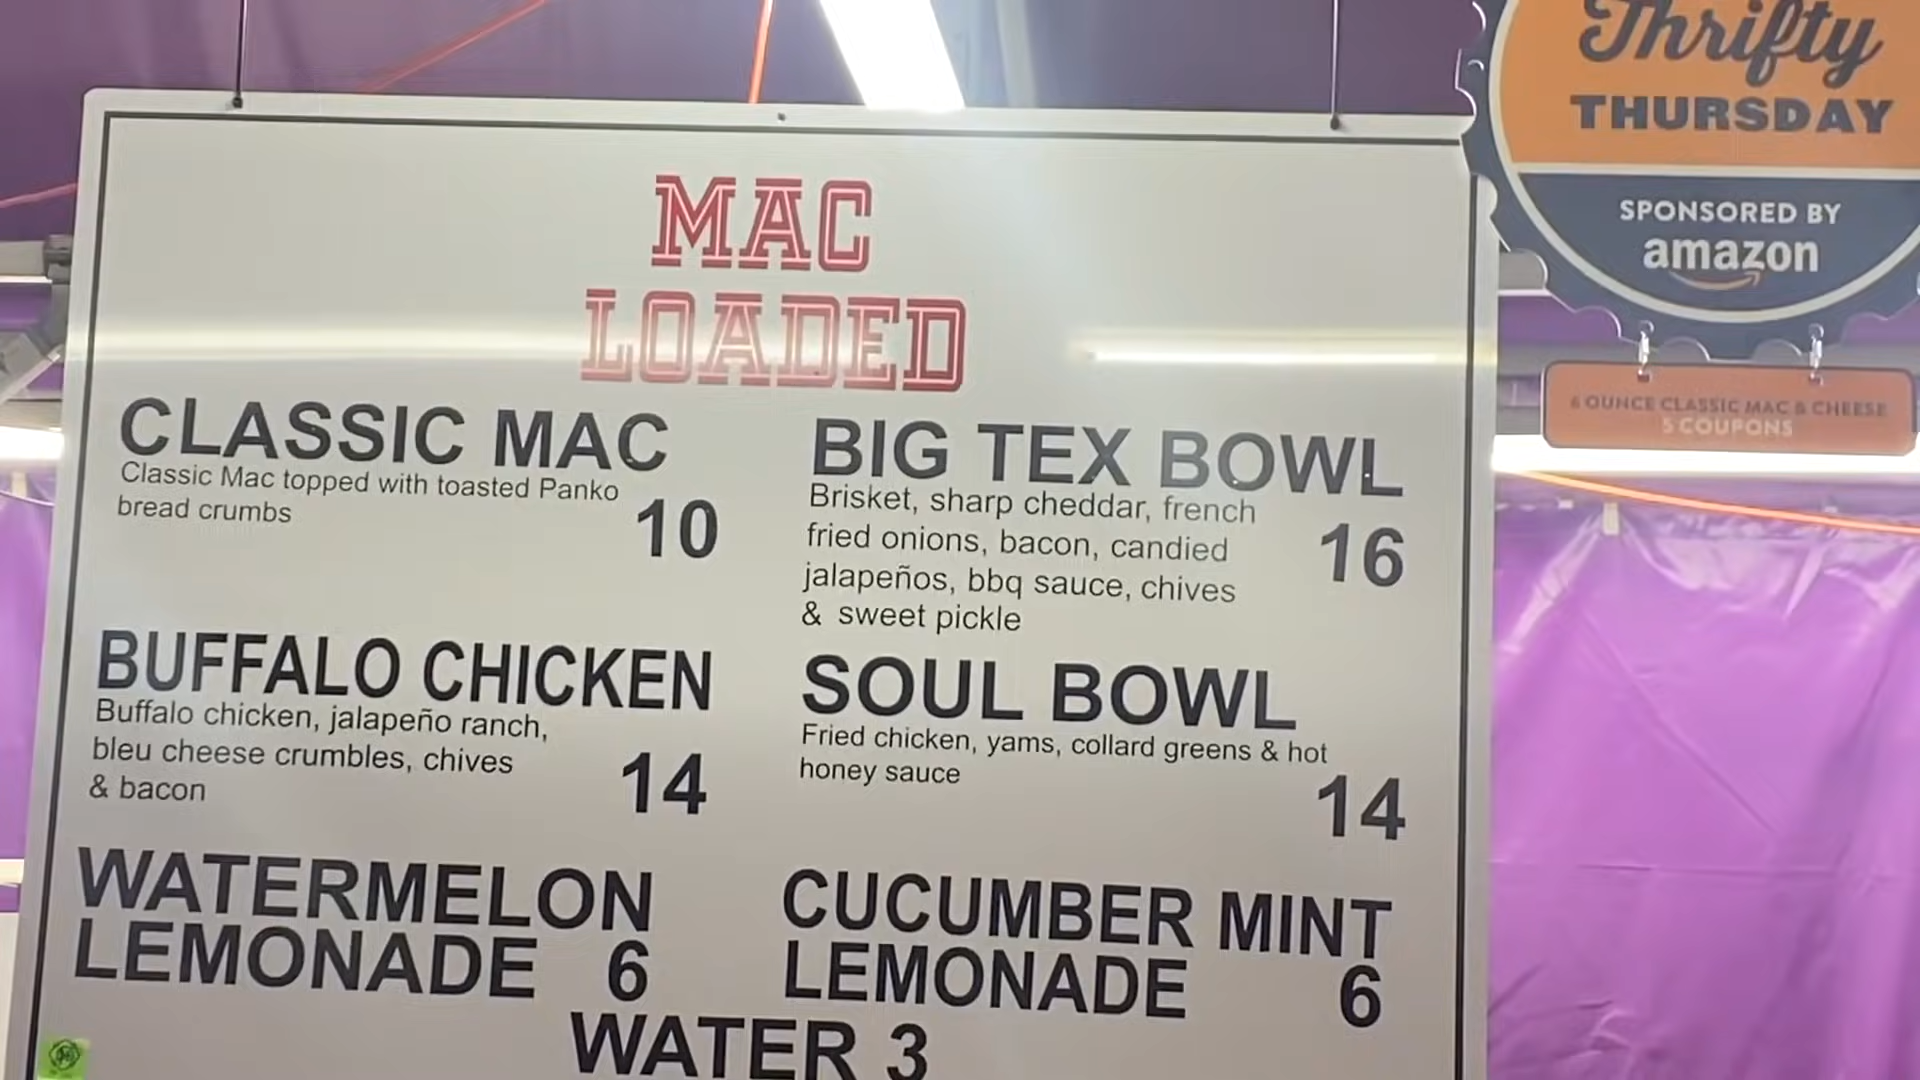 Thrifty
THURSDAY
SPONSORED BY
amazon
6 OUNCE CLASSIC MAC & CHEESE
5 COUPONS
MAC
LOADED
CLASSIC MAC
Classic Mac topped with toasted Panko
bread crumbs
10
BIG TEX BOWL
Brisket, sharp cheddar, french
fried onions, bacon, candied
jalapeños, bbq sauce, chives
& sweet pickle
16
BUFFALO CHICKEN
Buffalo chicken, jalapeño ranch,
bleu cheese crumbles, chives
& bacon
14
SOUL BOWL
Fried chicken, yams, collard greens & hot
honey sauce
14
WATERMELON
LEMONADE 6
CUCUMBER MINT
LEMONADE 6
WATER 3